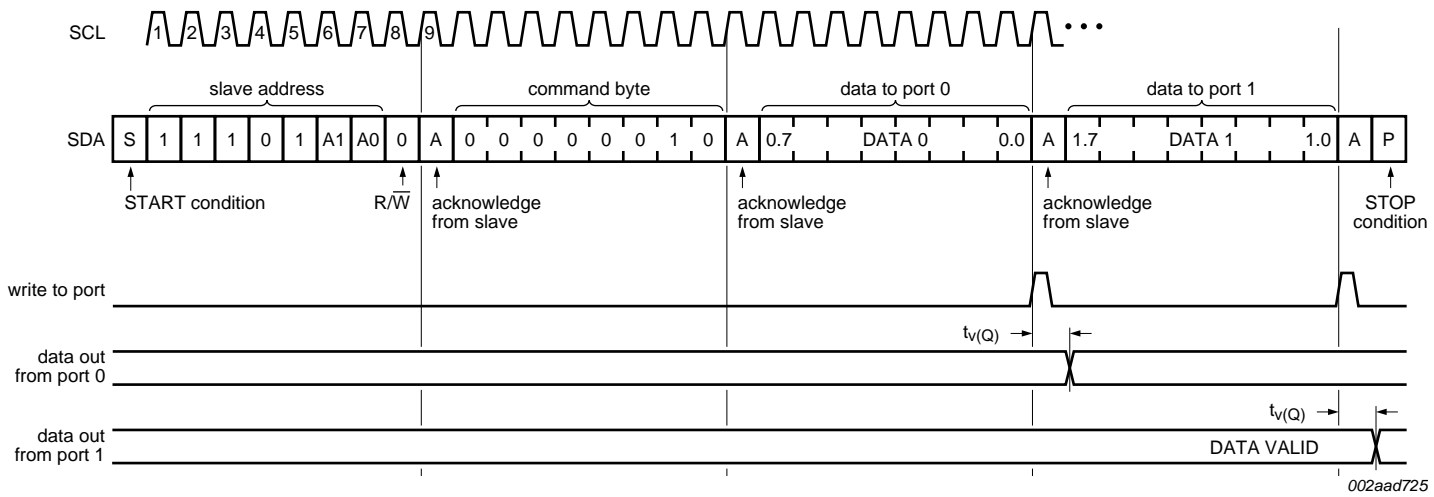 SCL 1 2 3 4 5 6 7 8 9 • • •
slave address command byte data to port 0 data to port 1
SDA S 1 1 1 0 1 A1 A0 0 A 0 0 0 0 0 0 1 0 A 0.7 DATA 0 0.0 A 1.7 DATA 1 1.0 A P
START condition R/W̅ acknowledge acknowledge acknowledge STOP
from slave from slave from slave condition
write to port
tv(Q)
data out
from port 0
tv(Q)
data out
from port 1 DATA VALID
002aad725